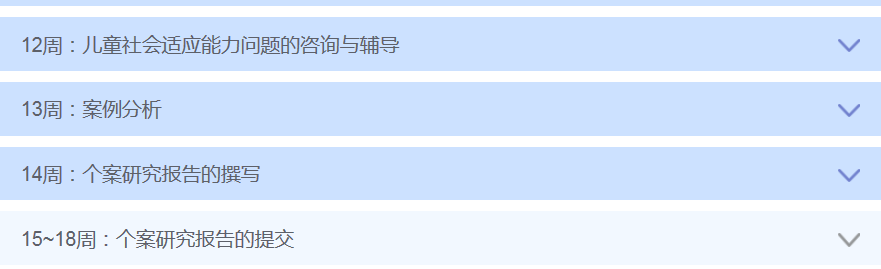 12周：儿童社会适应能力问题的咨询与辅导
13周：案例分析
14周：个案研究报告的撰写
15~18周：个案研究报告的提交